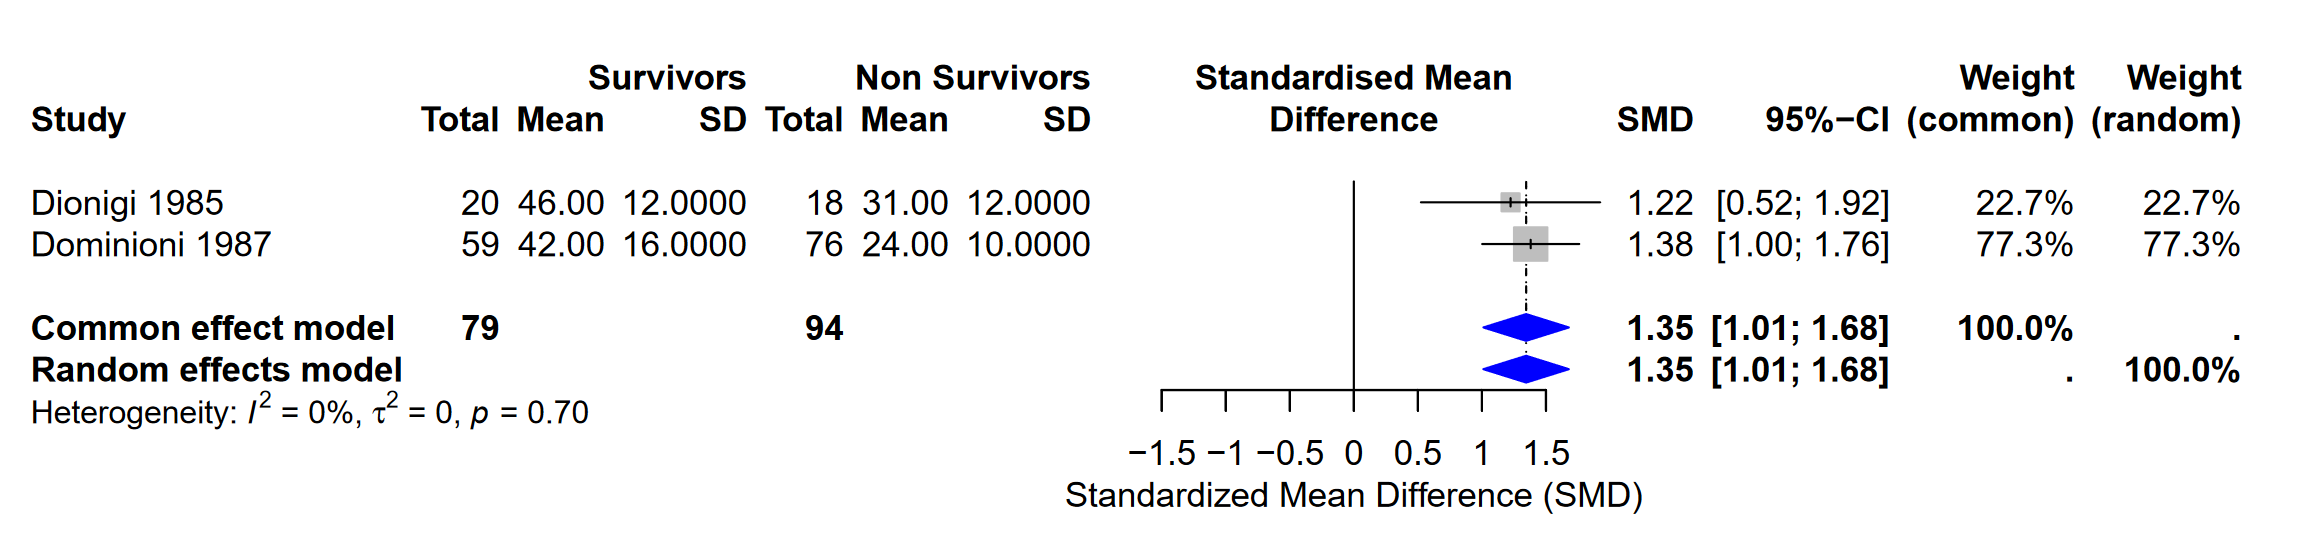 Survivors Non Survivors Standardised Mean Weight Weight
Study Total Mean SD Total Mean SD Difference SMD 95%−CI (common) (random)
Dionigi 1985 20 46.00 12.0000 18 31.00 12.0000 1.22 [0.52; 1.92] 22.7% 22.7%
Dominioni 1987 59 42.00 16.0000 76 24.00 10.0000 1.38 [1.00; 1.76] 77.3% 77.3%
Common effect model 79 94 1.35 [1.01; 1.68] 100.0% .
Random effects model 1.35 [1.01; 1.68] . 100.0%
Heterogeneity: I² = 0%, τ² = 0, p = 0.70
−1.5 −1 −0.5 0 0.5 1 1.5
Standardized Mean Difference (SMD)